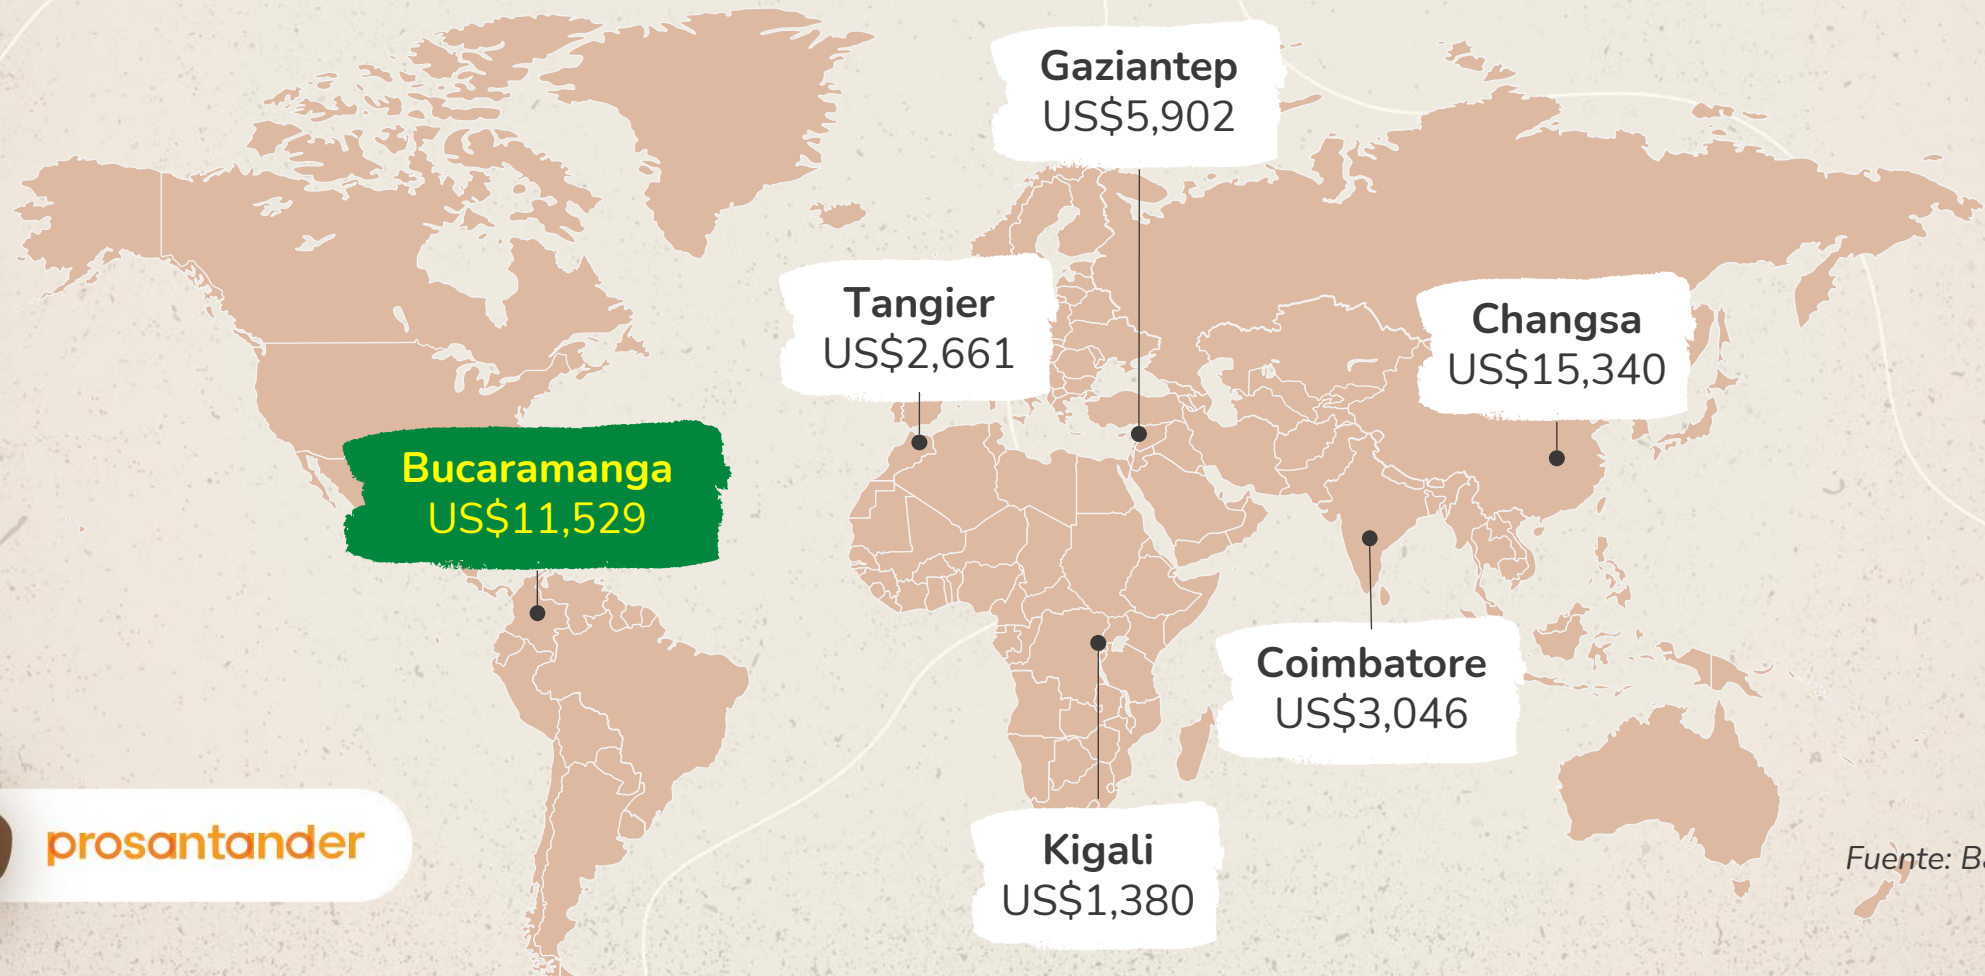 Gaziantep
US$5,902
Tangier
US$2,661
Changsa
US$15,340
Bucaramanga
US$11,529
Coimbatore
US$3,046
Kigali
US$1,380
prosantander
Fuente: